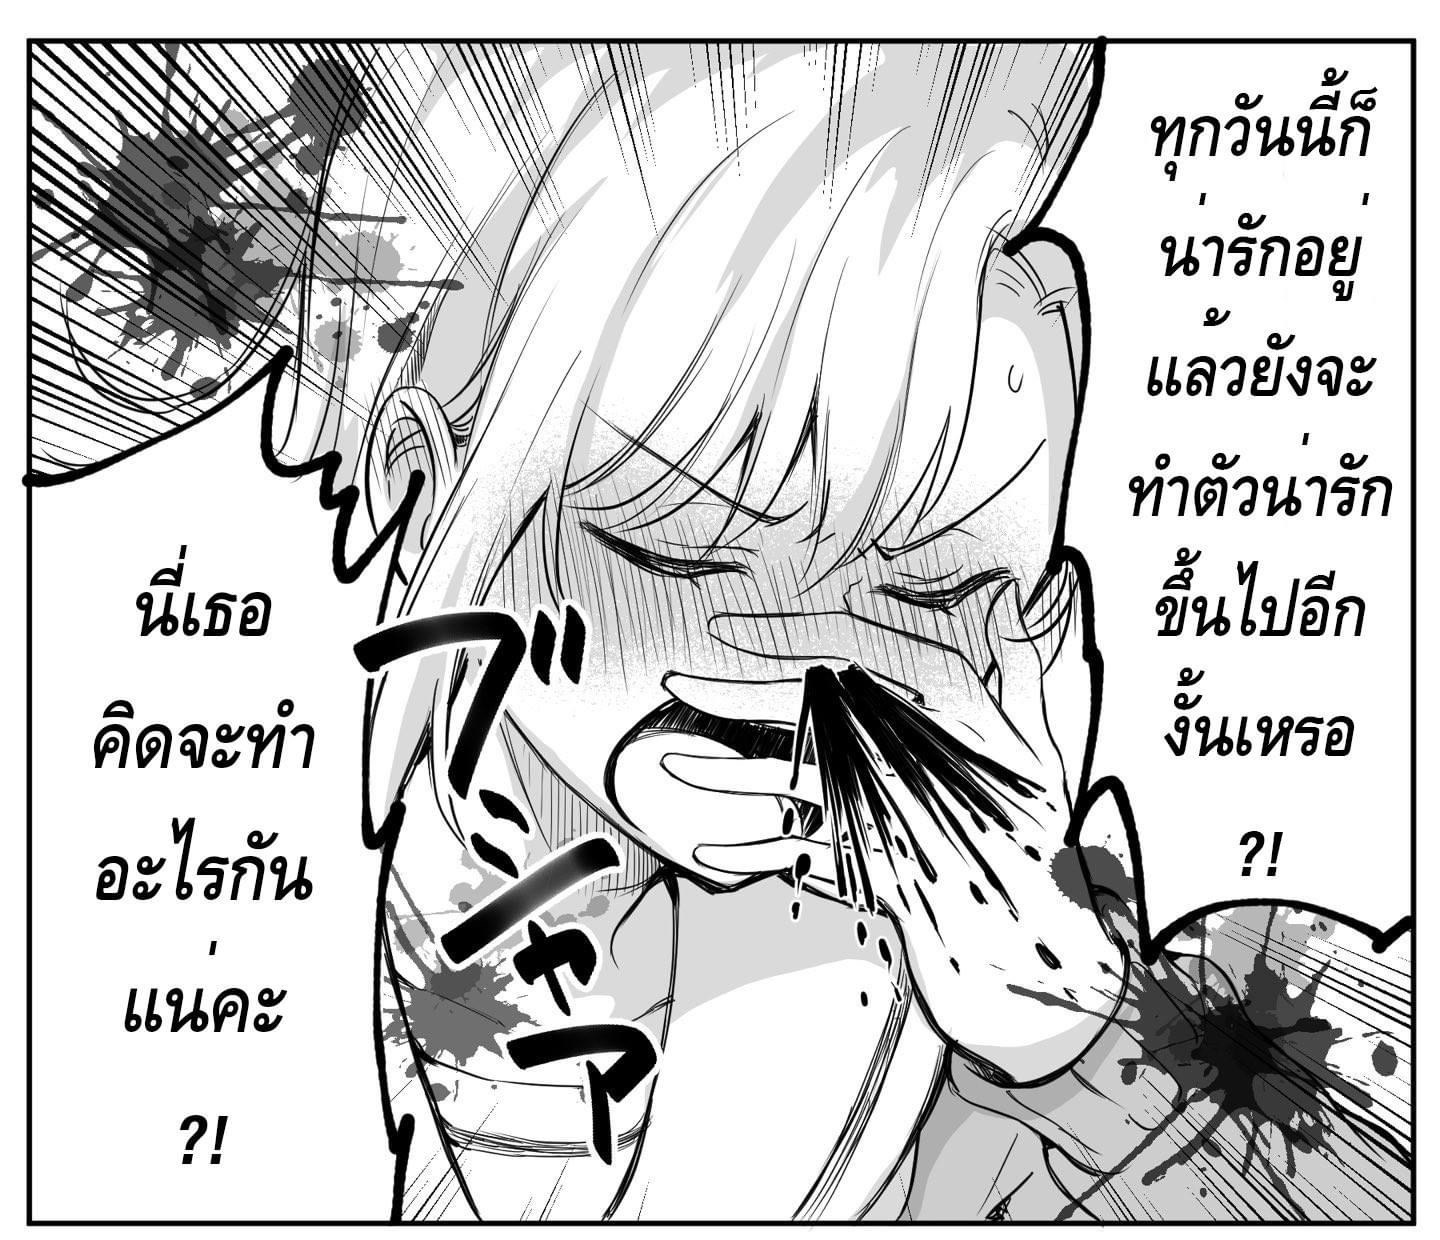 ทุกวันนี้ก็
น่ารักอยู่
แล้วยังจะ
ทำตัวน่ารัก
ขึ้นไปอีก
งั้นเหรอ
?!
นี่เธอ
คิดจะทำ
อะไรกัน
แน่คะ
?!
ブシャァ